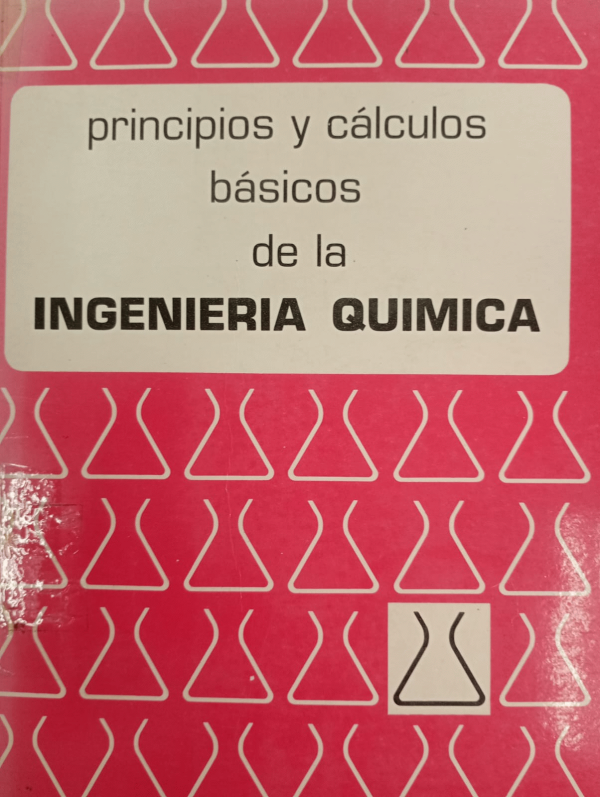 principios y cálculos
básicos
de la
INGENIERIA QUIMICA